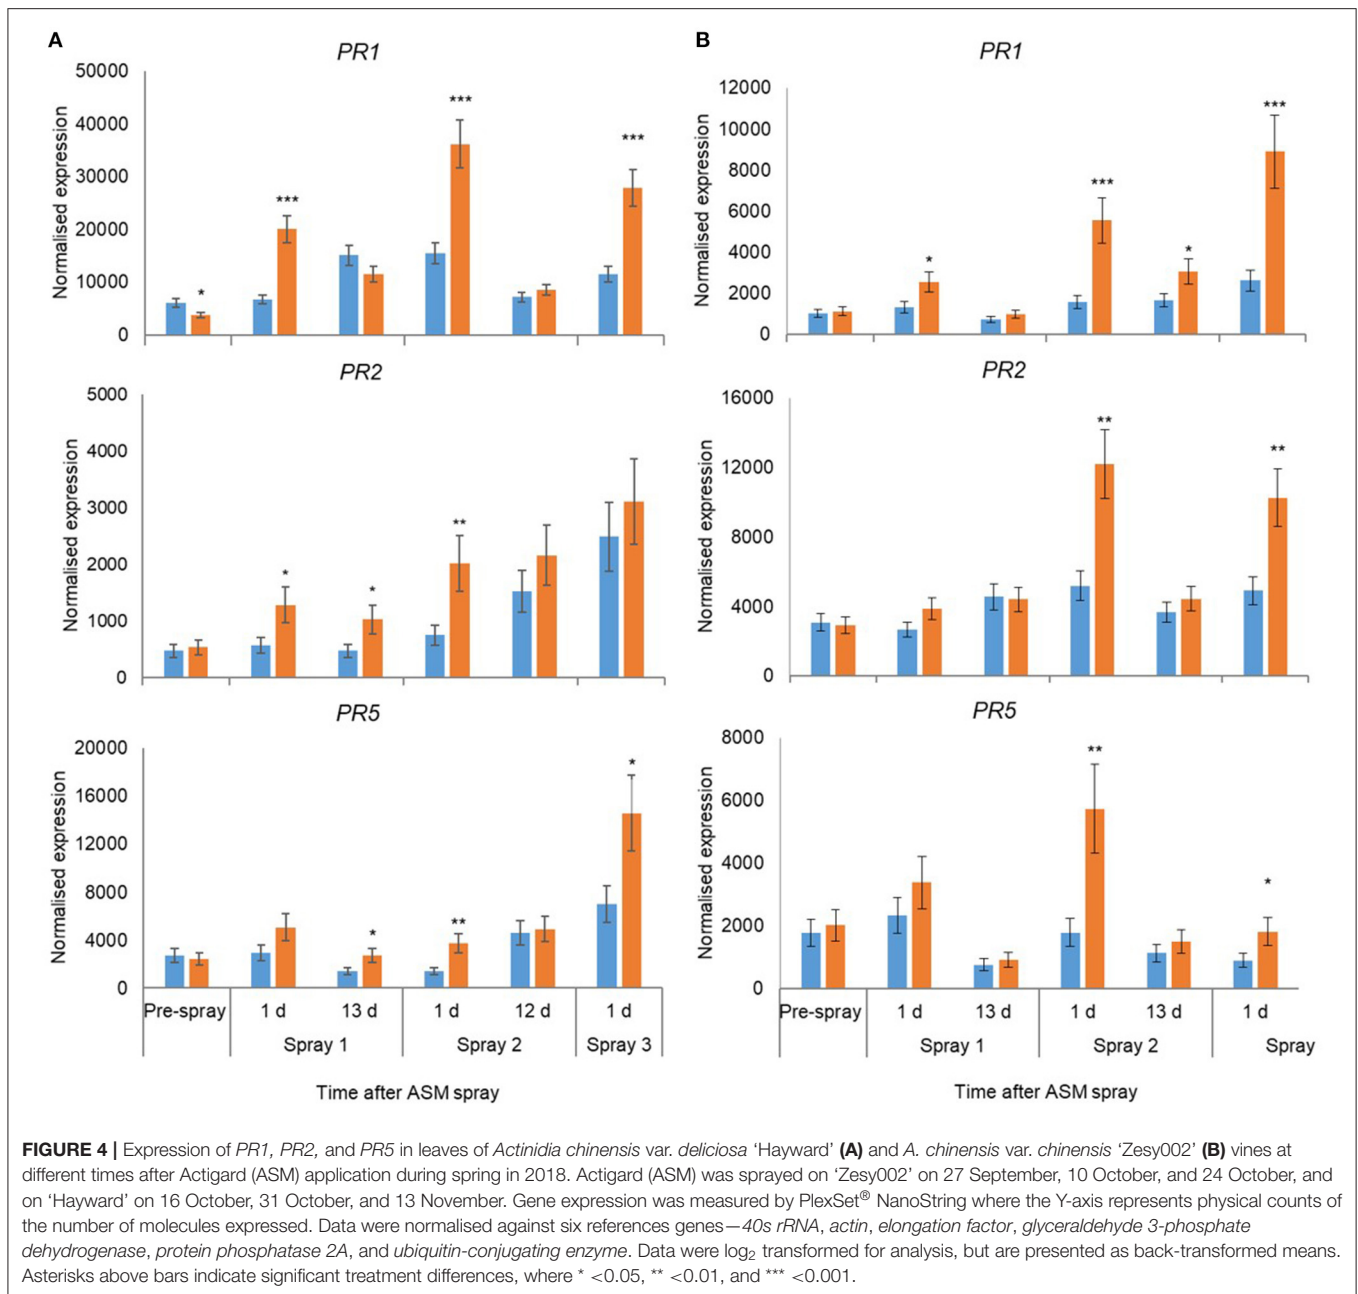 A
PR1
50000
40000
30000
20000
10000
0
Normalised expression
*
***
***
***
PR2
5000
4000
3000
2000
1000
0
Normalised expression
*
*
**
PR5
20000
16000
12000
8000
4000
0
Normalised expression
*
**
*
Pre-spray 1 d 13 d 1 d 12 d 1 d
Spray 1 Spray 2 Spray 3
Time after ASM spray
B
PR1
12000
10000
8000
6000
4000
2000
0
Normalised expression
*
***
*
***
PR2
16000
12000
8000
4000
0
Normalised expression
**
**
PR5
8000
6000
4000
2000
0
Normalised expression
**
*
Pre-spray 1 d 13 d 1 d 13 d 1 d
Spray 1 Spray 2 Spray
Time after ASM spray
FIGURE 4 | Expression of PR1, PR2, and PR5 in leaves of Actinidia chinensis var. deliciosa ‘Hayward’ (A) and A. chinensis var. chinensis ‘Zesy002’ (B) vines at
different times after Actigard (ASM) application during spring in 2018. Actigard (ASM) was sprayed on ‘Zesy002’ on 27 September, 10 October, and 24 October, and
on ‘Hayward’ on 16 October, 31 October, and 13 November. Gene expression was measured by PlexSet® NanoString where the Y-axis represents physical counts of
the number of molecules expressed. Data were normalised against six references genes—40s rRNA, actin, elongation factor, glyceraldehyde 3-phosphate
dehydrogenase, protein phosphatase 2A, and ubiquitin-conjugating enzyme. Data were log₂ transformed for analysis, but are presented as back-transformed means.
Asterisks above bars indicate significant treatment differences, where * <0.05, ** <0.01, and *** <0.001.